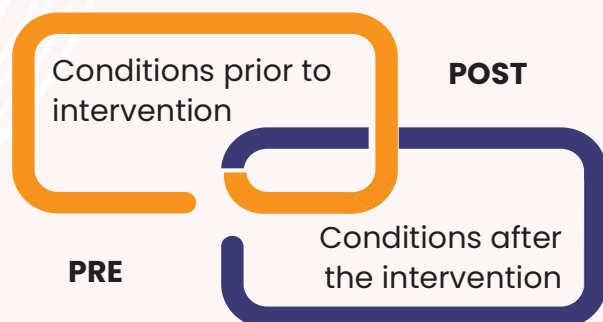 Conditions prior to
intervention
POST
PRE
Conditions after
the intervention